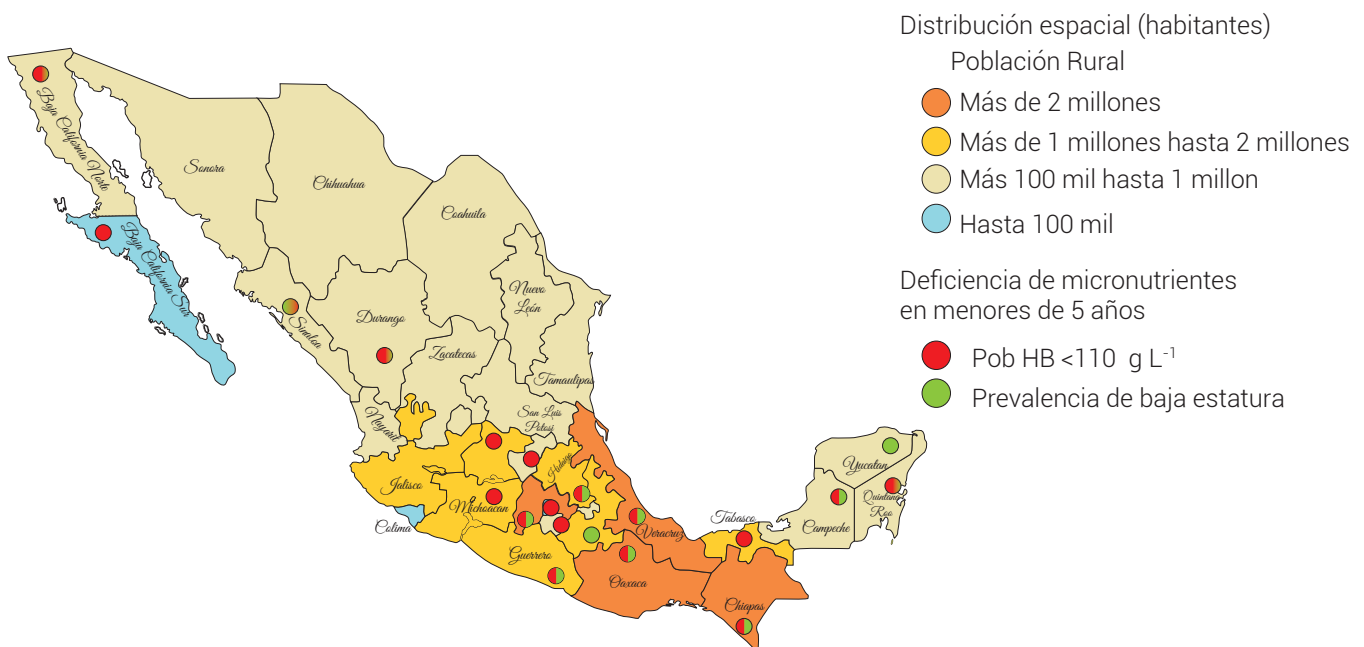 Distribución espacial (habitantes)
Población Rural
Más de 2 millones
Más de 1 millones hasta 2 millones
Más 100 mil hasta 1 millon
Hasta 100 mil
Deficiencia de micronutrientes
en menores de 5 años
Pob HB <110 g L-1
Prevalencia de baja estatura
Baja California Norte
Sonora
Chihuahua
Coahuila
Baja California Sur
Nuevo
León
Sinaloa
Durango
Zacatecas
Tamaulipas
San Luis
Potosí
Nayarit
Hidalgo
Yucatan
Jalisco
Michoacan
Quintana
Roo
Colima
Tabasco
Campeche
Veracruz
Guerrero
Oaxaca
Chiapas